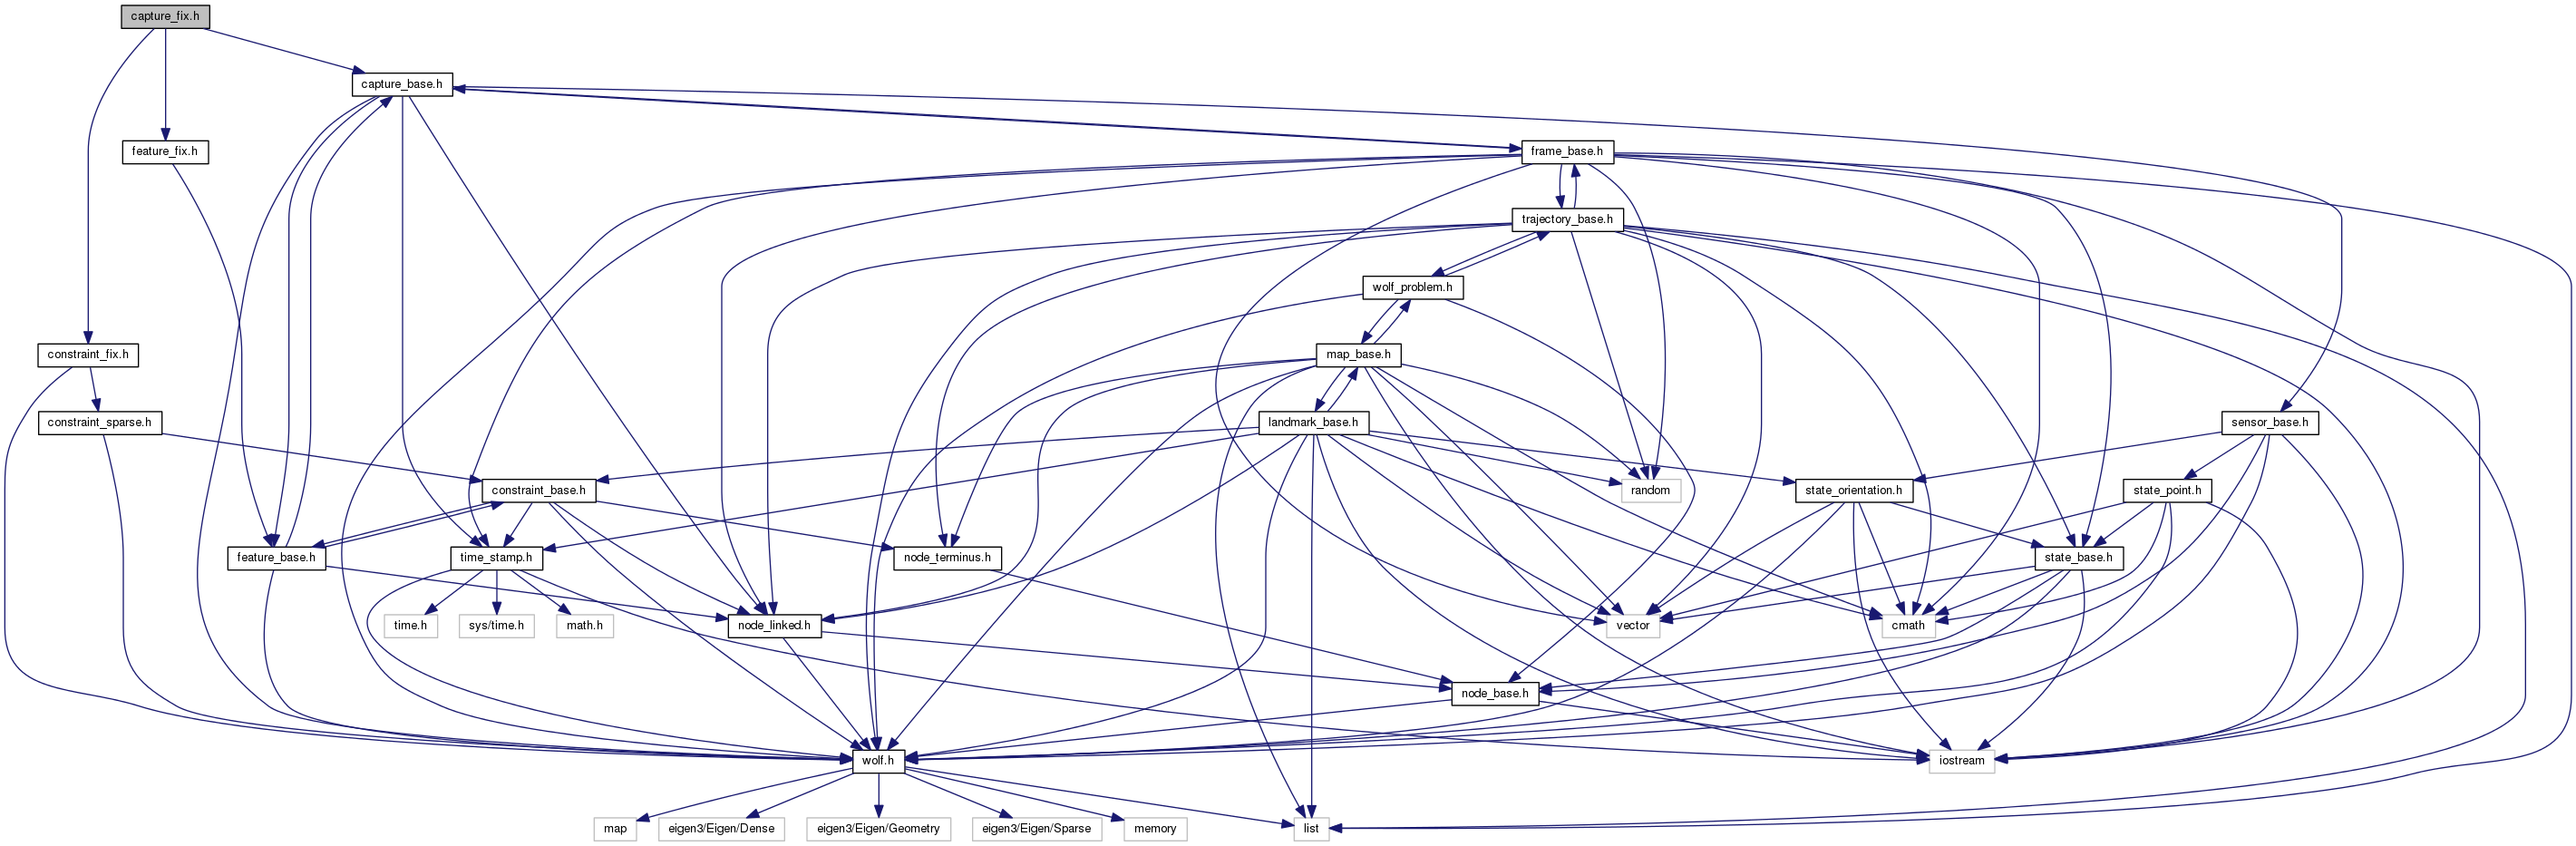 capture_fix.h
capture_base.h
feature_fix.h
frame_base.h
trajectory_base.h
wolf_problem.h
constraint_fix.h
map_base.h
constraint_sparse.h
landmark_base.h
sensor_base.h
constraint_base.h
random
state_orientation.h
state_point.h
feature_base.h
time_stamp.h
node_terminus.h
state_base.h
time.h
sys/time.h
math.h
node_linked.h
vector
cmath
node_base.h
wolf.h
iostream
map
eigen3/Eigen/Dense
eigen3/Eigen/Geometry
eigen3/Eigen/Sparse
memory
list